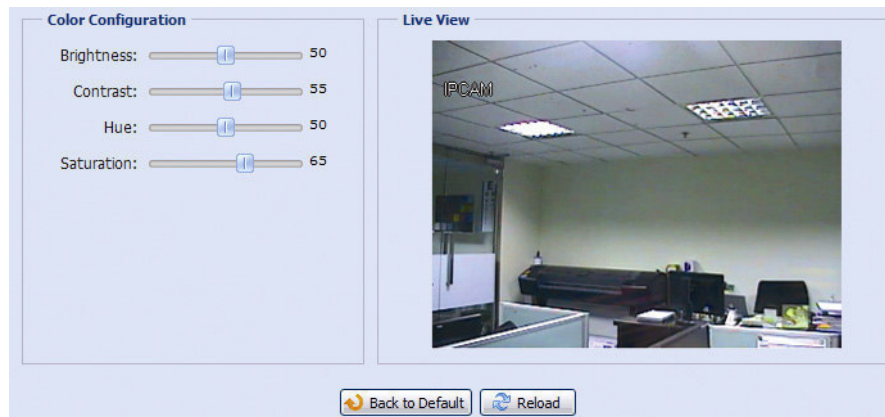 Color Configuration
Brightness: 50
Contrast: 55
Hue: 50
Saturation: 65
Live View
IPCAM
Back to Default
Reload